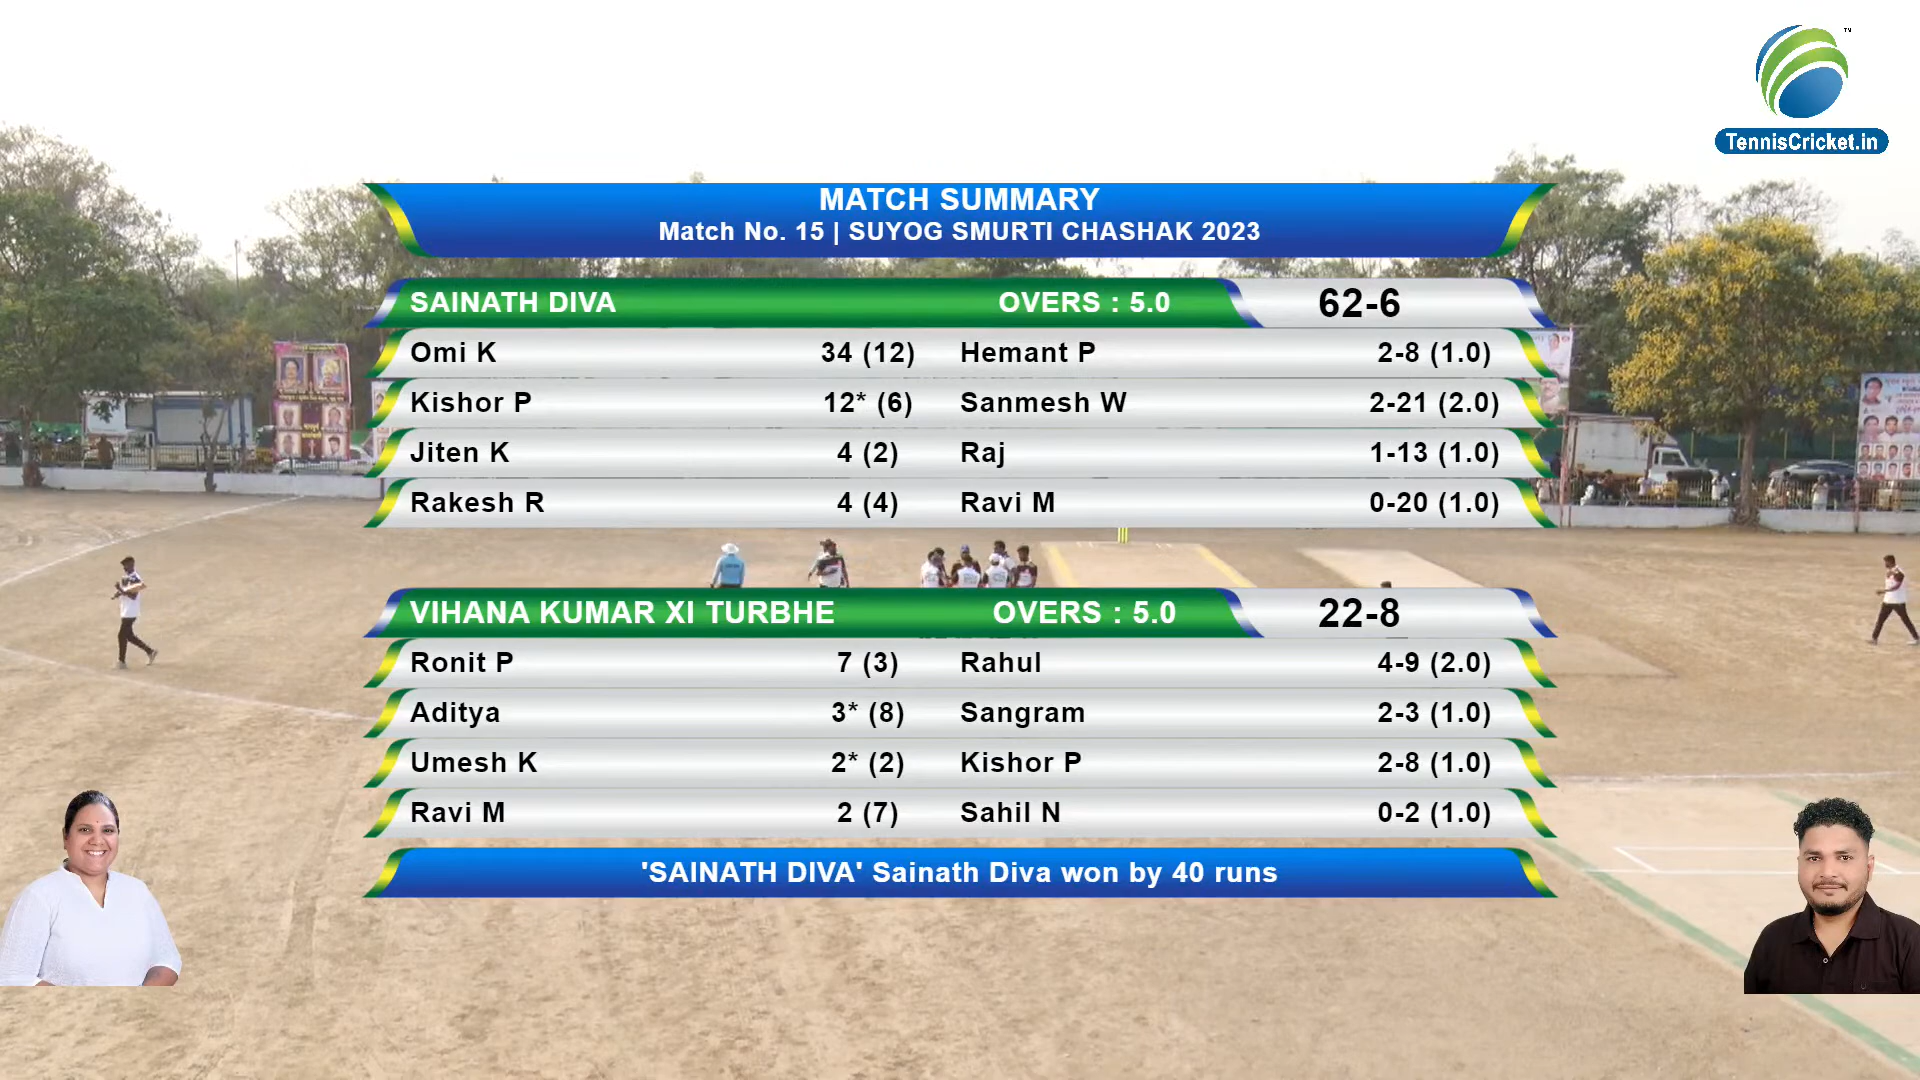 TM
TennisCricket.in
MATCH SUMMARY
Match No. 15 | SUYOG SMURTI CHASHAK 2023
SAINATH DIVA OVERS : 5.0 62-6
Omi K 34 (12) Hemant P 2-8 (1.0)
Kishor P 12* (6) Sanmesh W 2-21 (2.0)
Jiten K 4 (2) Raj 1-13 (1.0)
Rakesh R 4 (4) Ravi M 0-20 (1.0)
VIHANA KUMAR XI TURBHE OVERS : 5.0 22-8
Ronit P 7 (3) Rahul 4-9 (2.0)
Aditya 3* (8) Sangram 2-3 (1.0)
Umesh K 2* (2) Kishor P 2-8 (1.0)
Ravi M 2 (7) Sahil N 0-2 (1.0)
'SAINATH DIVA' Sainath Diva won by 40 runs